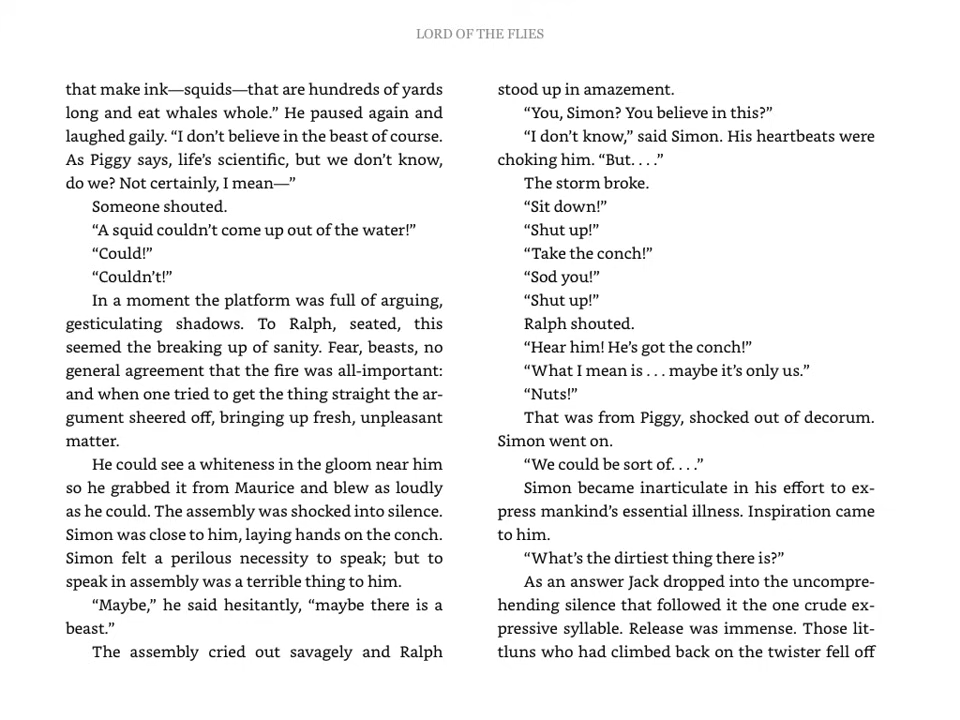 LORD OF THE FLIES
that make ink—squids—that are hundreds of yards
long and eat whales whole.” He paused again and
laughed gaily. “I don’t believe in the beast of course.
As Piggy says, life’s scientific, but we don’t know,
do we? Not certainly, I mean—”
Someone shouted.
“A squid couldn’t come up out of the water!”
“Could!”
“Couldn’t!”
In a moment the platform was full of arguing,
gesticulating shadows. To Ralph, seated, this
seemed the breaking up of sanity. Fear, beasts, no
general agreement that the fire was all-important:
and when one tried to get the thing straight the ar-
gument sheered off, bringing up fresh, unpleasant
matter.
He could see a whiteness in the gloom near him
so he grabbed it from Maurice and blew as loudly
as he could. The assembly was shocked into silence.
Simon was close to him, laying hands on the conch.
Simon felt a perilous necessity to speak; but to
speak in assembly was a terrible thing to him.
“Maybe,” he said hesitantly, “maybe there is a
beast.”
The assembly cried out savagely and Ralph
stood up in amazement.
“You, Simon? You believe in this?”
“I don’t know,” said Simon. His heartbeats were
choking him. “But. . . .”
The storm broke.
“Sit down!”
“Shut up!”
“Take the conch!”
“Sod you!”
“Shut up!”
Ralph shouted.
“Hear him! He’s got the conch!”
“What I mean is . . . maybe it’s only us.”
“Nuts!”
That was from Piggy, shocked out of decorum.
Simon went on.
“We could be sort of. . . .”
Simon became inarticulate in his effort to ex-
press mankind’s essential illness. Inspiration came
to him.
“What’s the dirtiest thing there is?”
As an answer Jack dropped into the uncompre-
hending silence that followed it the one crude ex-
pressive syllable. Release was immense. Those lit-
tluns who had climbed back on the twister fell off